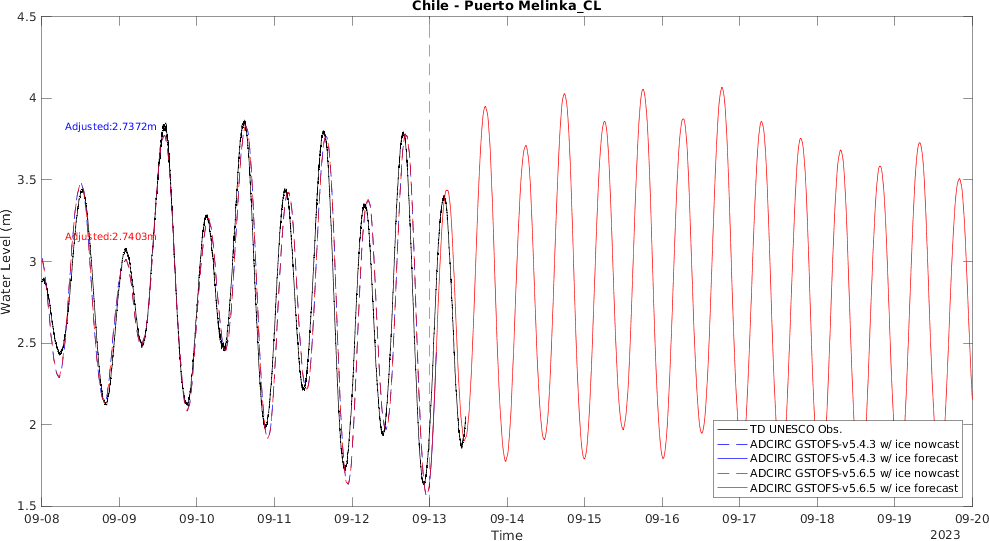 Chile - Puerto Melinka_CL
Water Level (m)
4.5
4
3.5
3
2.5
2
1.5
Adjusted:2.7372m
Adjusted:2.7403m
TD UNESCO Obs.
ADCIRC GSTOFS-v5.4.3 w/ ice nowcast
ADCIRC GSTOFS-v5.4.3 w/ ice forecast
ADCIRC GSTOFS-v5.6.5 w/ ice nowcast
ADCIRC GSTOFS-v5.6.5 w/ ice forecast
09-08 09-09 09-10 09-11 09-12 09-13 09-14 09-15 09-16 09-17 09-18 09-19 09-20
Time
2023